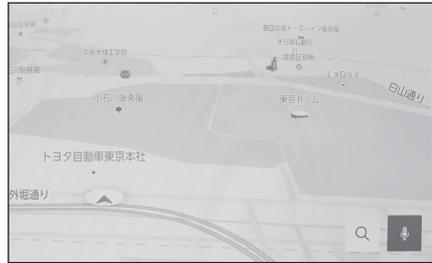 春日の湯ドーミーイン後楽園
きらぼし銀行
中央大理工学部
文京区役所
LaQua
白山通り
小石川後楽園
東京ドーム
トヨタ自動車東京本社
外堀通り